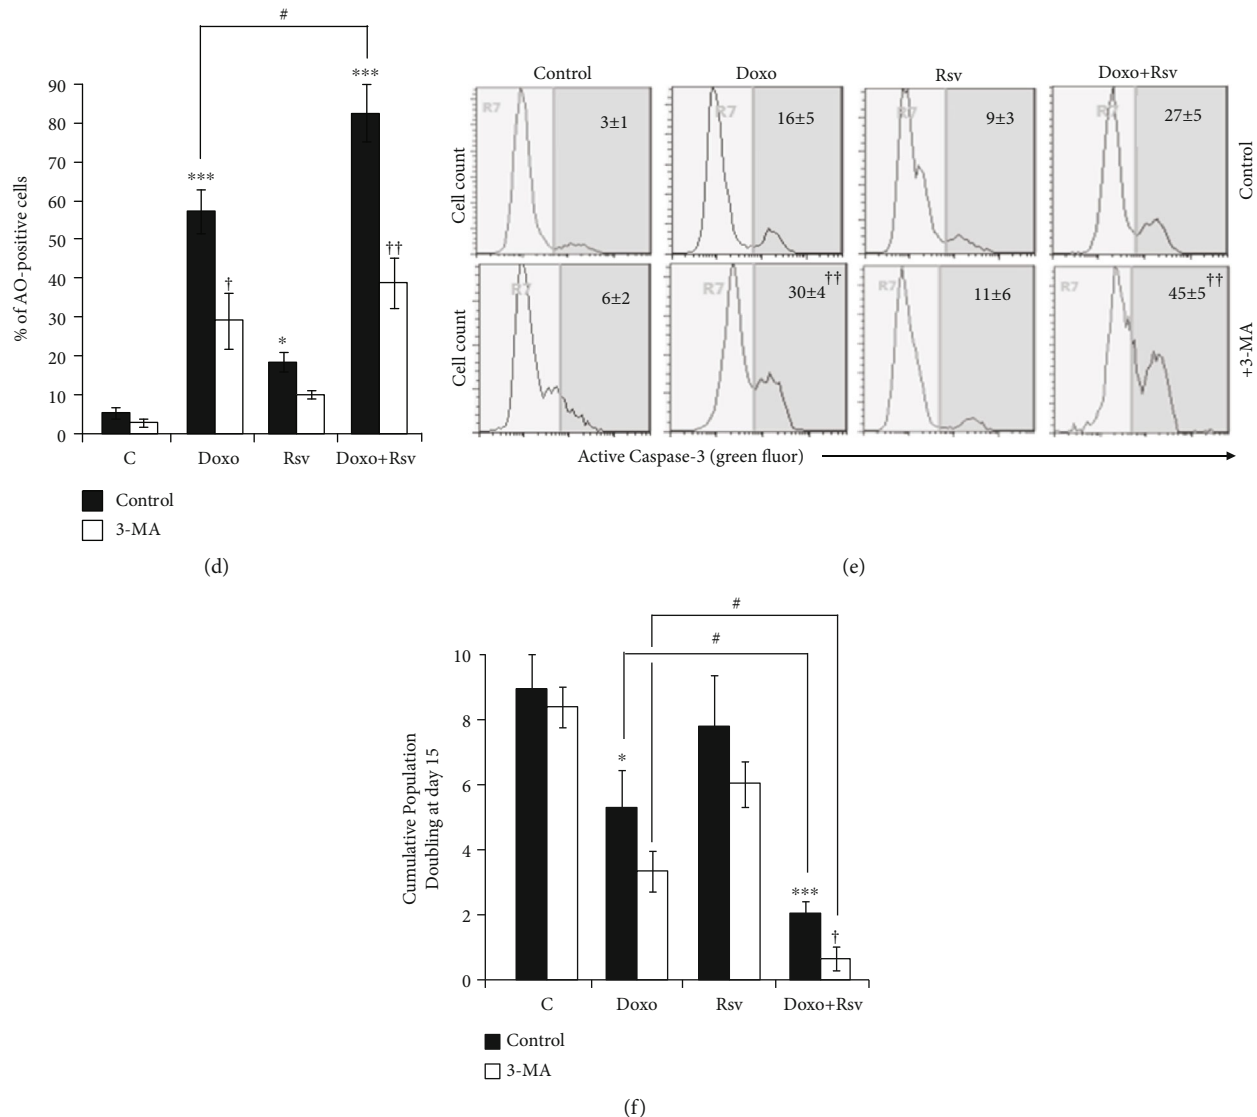 #
90
80
70
60
50
40
30
20
10
0
% of AO-positive cells
***
†
*
***
††
C Doxo Rsv Doxo+Rsv
Control
3-MA
(d)
Control Doxo Rsv Doxo+Rsv
R7 3±1 R7 16±5 R7 9±3 R7 27±5
Cell count
Control
R7 6±2 R7 30±4 †† R7 11±6 R7 45±5 ††
Cell count
+3-MA
Active Caspase-3 (green fluor)
(e)
#
#
10
8
6
4
2
0
Cumulative Population
Doubling at day 15
*
***
†
C Doxo Rsv Doxo+Rsv
Control
3-MA
(f)